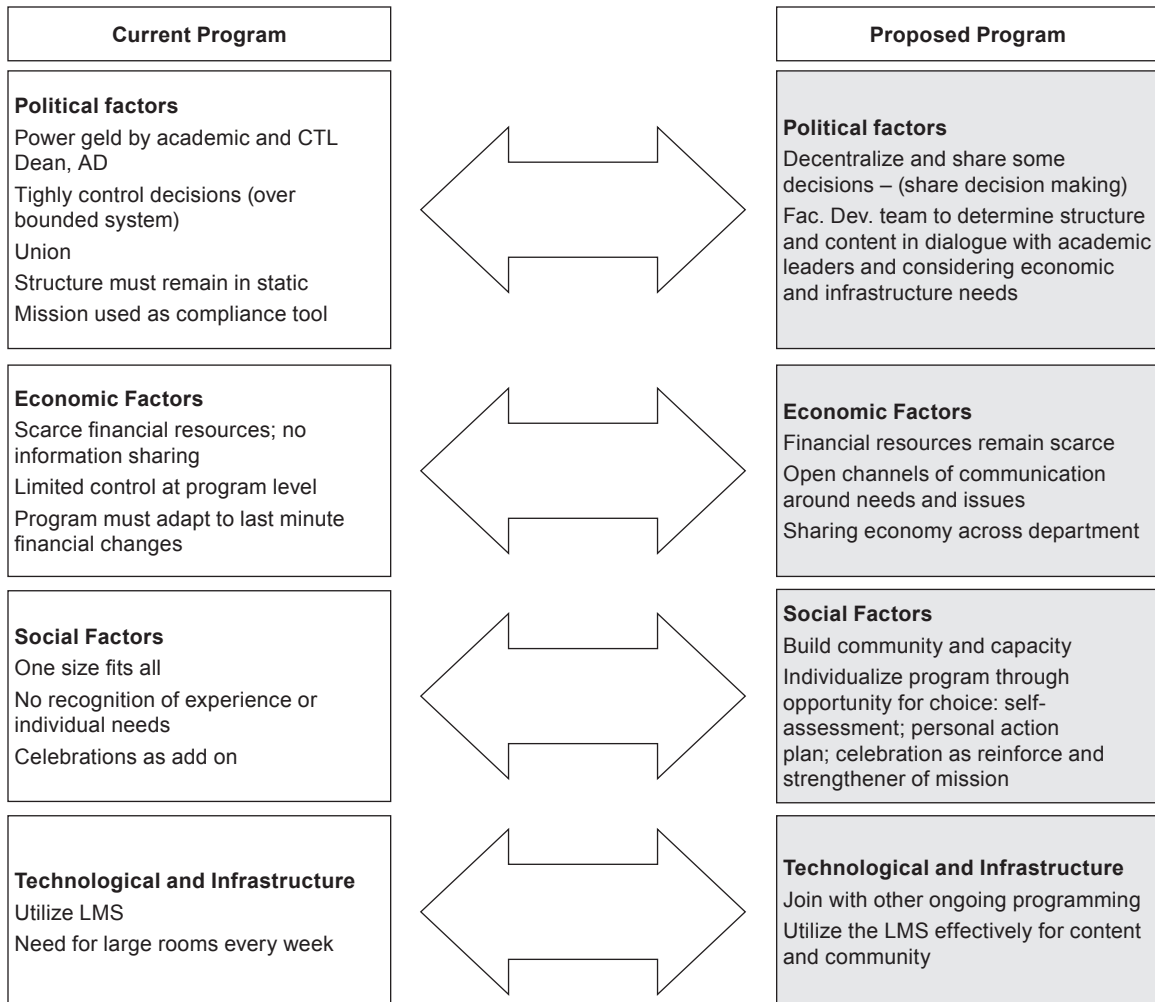 Current Program
Proposed Program
Political factors
Power geld by academic and CTL
Dean, AD
Tighly control decisions (over
bounded system)
Union
Structure must remain in static
Mission used as compliance tool
Political factors
Decentralize and share some
decisions – (share decision making)
Fac. Dev. team to determine structure
and content in dialogue with academic
leaders and considering economic
and infrastructure needs
Economic Factors
Scarce financial resources; no
information sharing
Limited control at program level
Program must adapt to last minute
financial changes
Economic Factors
Financial resources remain scarce
Open channels of communication
around needs and issues
Sharing economy across department
Social Factors
One size fits all
No recognition of experience or
individual needs
Celebrations as add on
Social Factors
Build community and capacity
Individualize program through
opportunity for choice: self-
assessment; personal action
plan; celebration as reinforce and
strengthener of mission
Technological and Infrastructure
Utilize LMS
Need for large rooms every week
Technological and Infrastructure
Join with other ongoing programming
Utilize the LMS effectively for content
and community